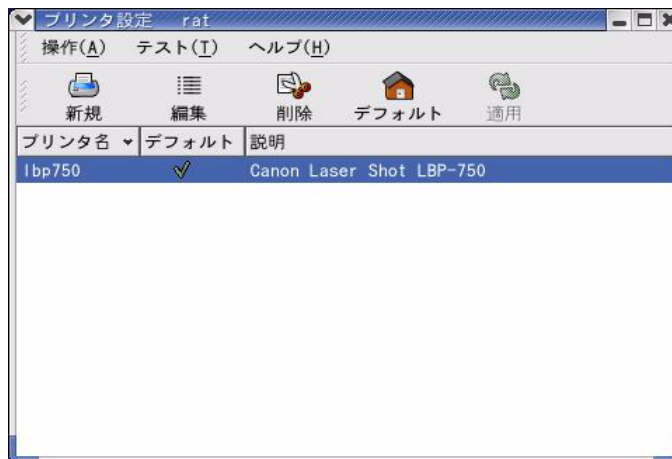 プリンタ設定 rat
操作(A) テスト(T) ヘルプ(H)
新規 編集 削除 デフォルト 適用
プリンタ名 デフォルト 説明
lbp750 Canon Laser Shot LBP-750